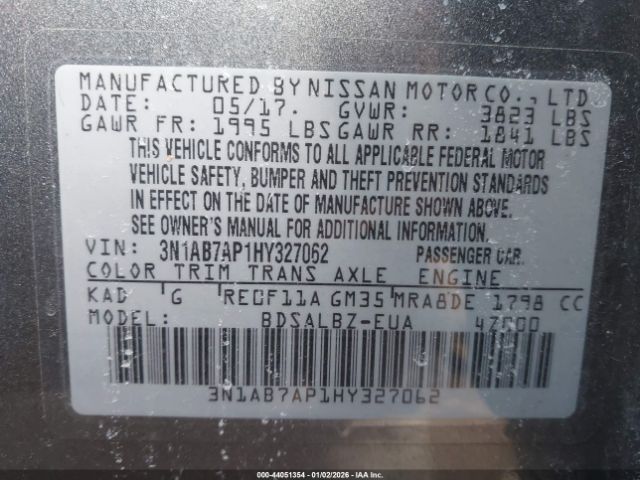 MANUFACTURED BY NISSAN MOTOR CO., LTD
DATE: 05/17. GVWR: 3823 LBS
GAWR FR: 1995 LBS GAWR RR: 1841 LBS
THIS VEHICLE CONFORMS TO ALL APPLICABLE FEDERAL MOTOR
VEHICLE SAFETY, BUMPER AND THEFT PREVENTION STANDARDS
IN EFFECT ON THE DATE OF MANUFACTURE SHOWN ABOVE.
SEE OWNER'S MANUAL FOR ADDITIONAL INFORMATION.
VIN: 3N1AB7AP1HY327062 PASSENGER CAR.
COLOR TRIM TRANS AXLE ENGINE
KAD G RE0F11A GM35 MRA8DE 1798 CC
MODEL: BDSALBZ-EUA
3N1AB7AP1HY327062
000-44051354 - 01/02/2026 - IAA Inc.